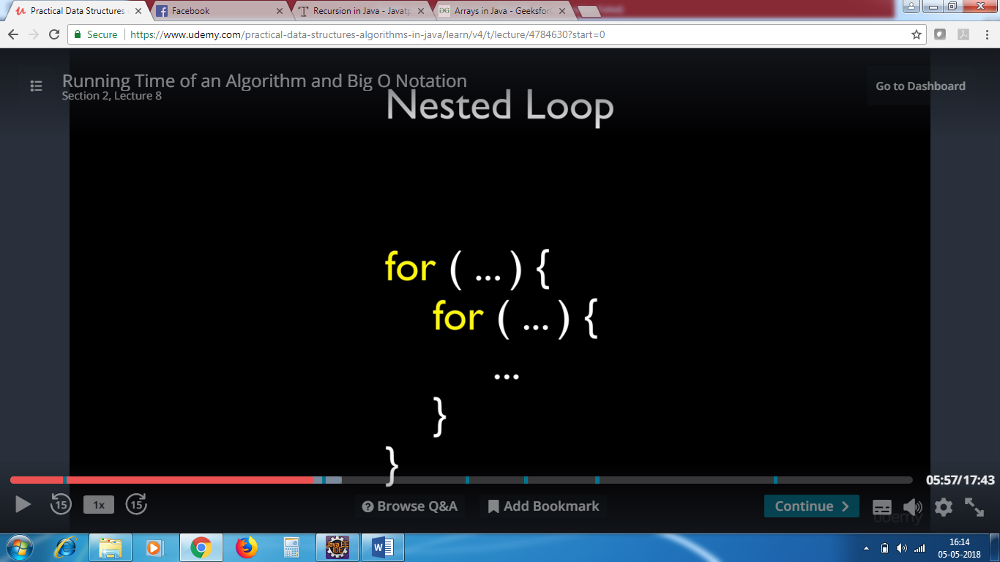 Practical Data Structures
Facebook
Recursion in Java - Javatp
Arrays in Java - Geeksfor
Secure
https://www.udemy.com/practical-data-structures-algorithms-in-java/learn/v4/t/lecture/4784630?start=0
Running Time of an Algorithm and Big O Notation
Section 2, Lecture 8
Go to Dashboard
Nested Loop
for ( ... ) {
for ( ... ) {
...
}
}
05:57/17:43
15
1x
15
Browse Q&A
Add Bookmark
Continue
udemy
Java EE
IDE
W
16:14
05-05-2018